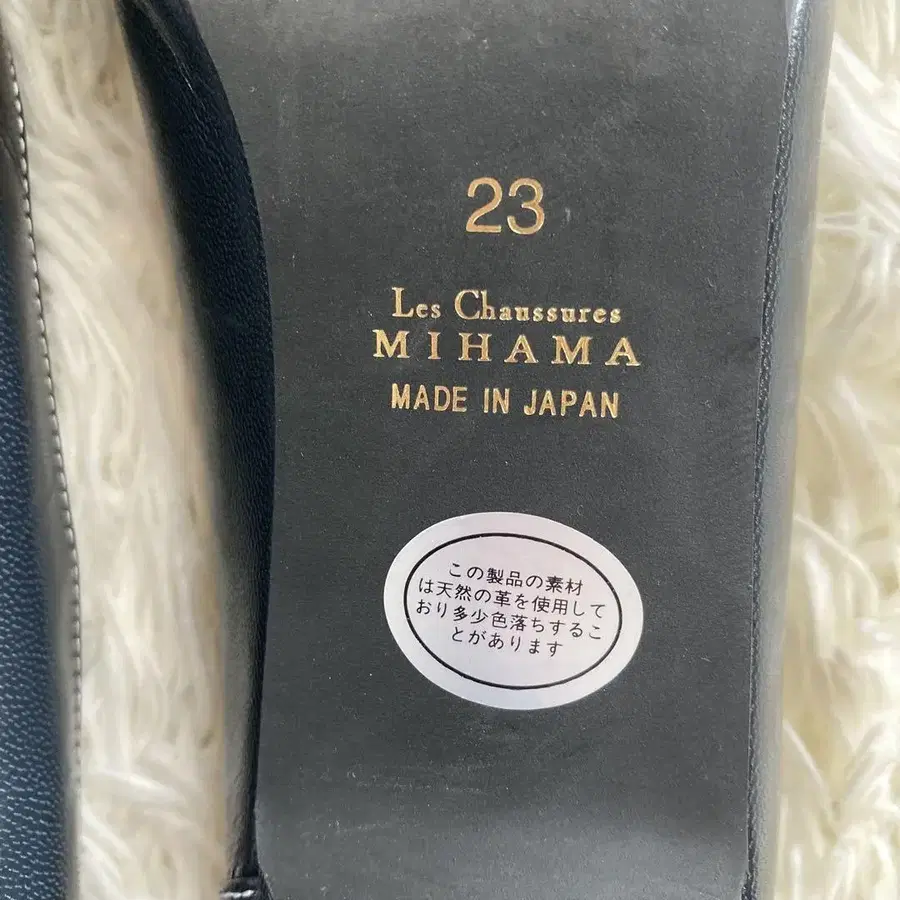 23
Les Chaussures
MIHAMA
MADE IN JAPAN
この製品の素材
は天然の革を使用して
おり多少色落ちするこ
とがあります